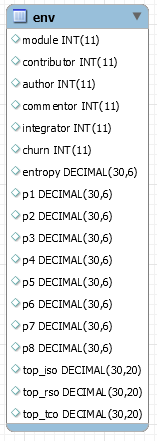 env
module INT(11)
contributor INT(11)
author INT(11)
commentor INT(11)
integrator INT(11)
churn INT(11)
entropy DECIMAL(30,6)
p1 DECIMAL(30,6)
p2 DECIMAL(30,6)
p3 DECIMAL(30,6)
p4 DECIMAL(30,6)
p5 DECIMAL(30,6)
p6 DECIMAL(30,6)
p7 DECIMAL(30,6)
p8 DECIMAL(30,6)
top_iso DECIMAL(30,20)
top_rso DECIMAL(30,20)
top_tco DECIMAL(30,20)